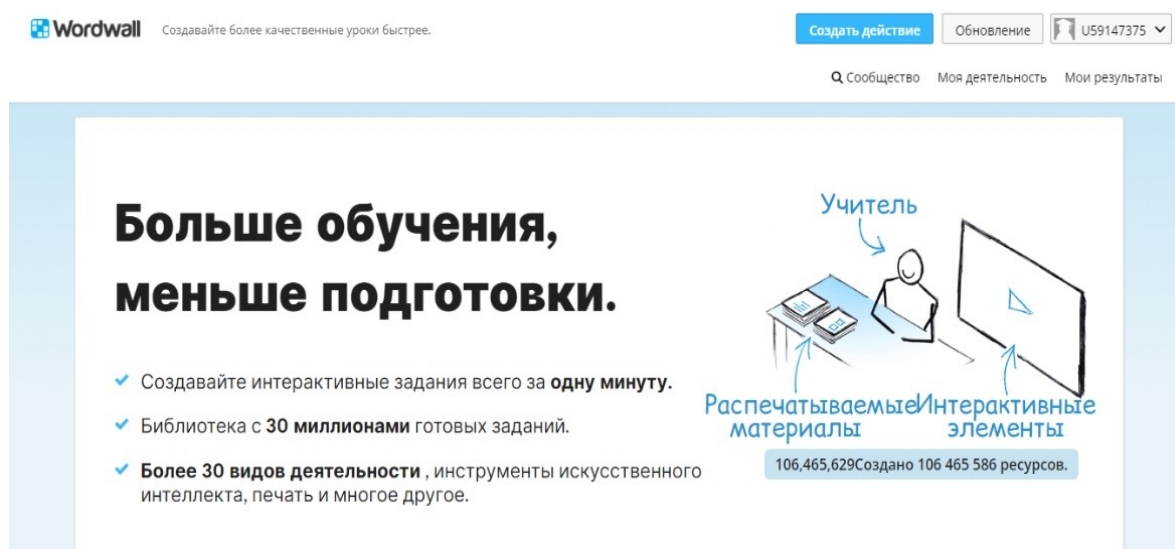 Wordwall
Создавайте более качественные уроки быстрее.
Создать действие
Обновление
U59147375
Сообщество
Моя деятельность
Мои результаты
Больше обучения,
меньше подготовки.
Создавайте интерактивные задания всего за одну минуту.
Библиотека с 30 миллионами готовых заданий.
Более 30 видов деятельности , инструменты искусственного
интеллекта, печать и многое другое.
Учитель
Распечатываемые
материалы
Интерактивные
элементы
106,465,629Создано 106 465 586 ресурсов.